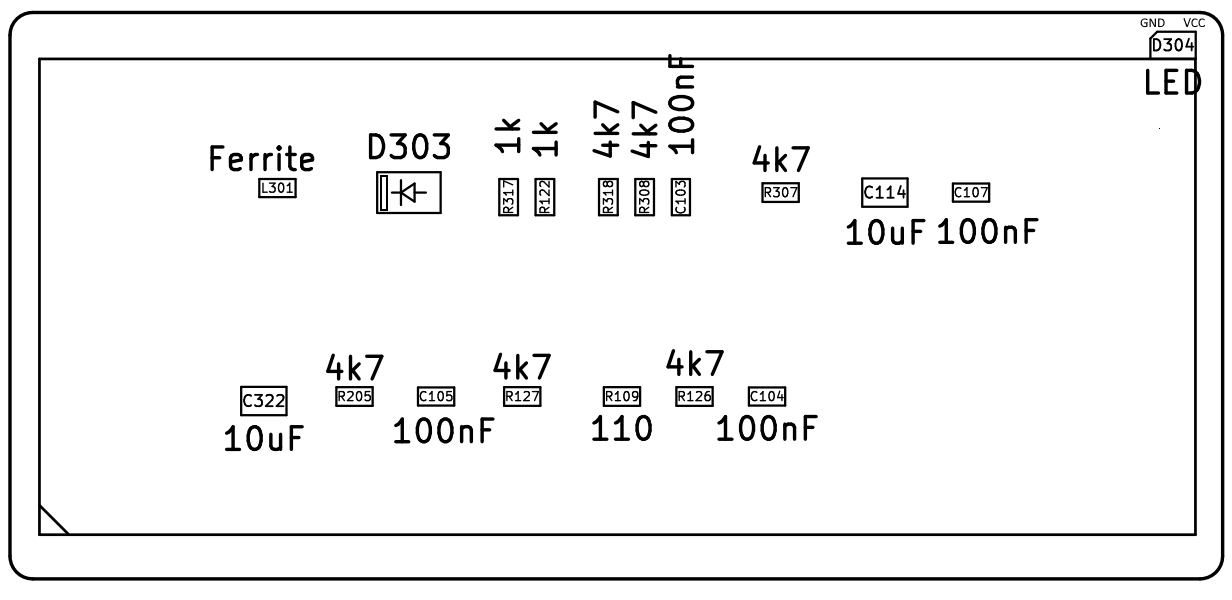 GND VCC
D304
LED
Ferrite
L301
D303
1k
R317
1k
R122
4k7
R318
4k7
R308
100nF
C103
4k7
R307
C114
10uF
C107
100nF
C322
10uF
4k7
R205
C105
100nF
4k7
R127
R109
110
4k7
R126
C104
100nF